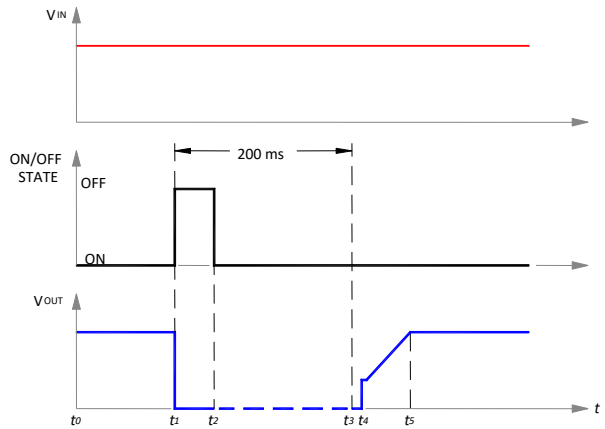 VIN
200 ms
ON/OFF
STATE
OFF
ON
VOUT
t0 t1 t2 t3 t4 t5 t